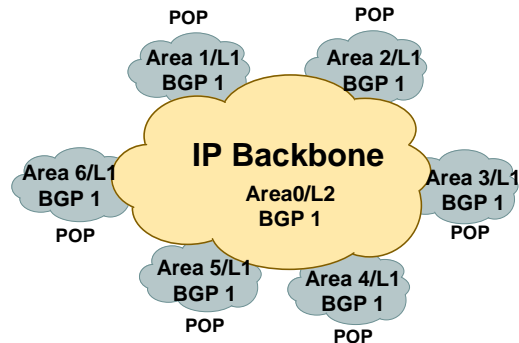 POP
POP
Area 1/L1
BGP 1
Area 2/L1
BGP 1
IP Backbone
Area0/L2
BGP 1
Area 6/L1
BGP 1
POP
Area 3/L1
BGP 1
POP
Area 5/L1
BGP 1
POP
Area 4/L1
BGP 1
POP